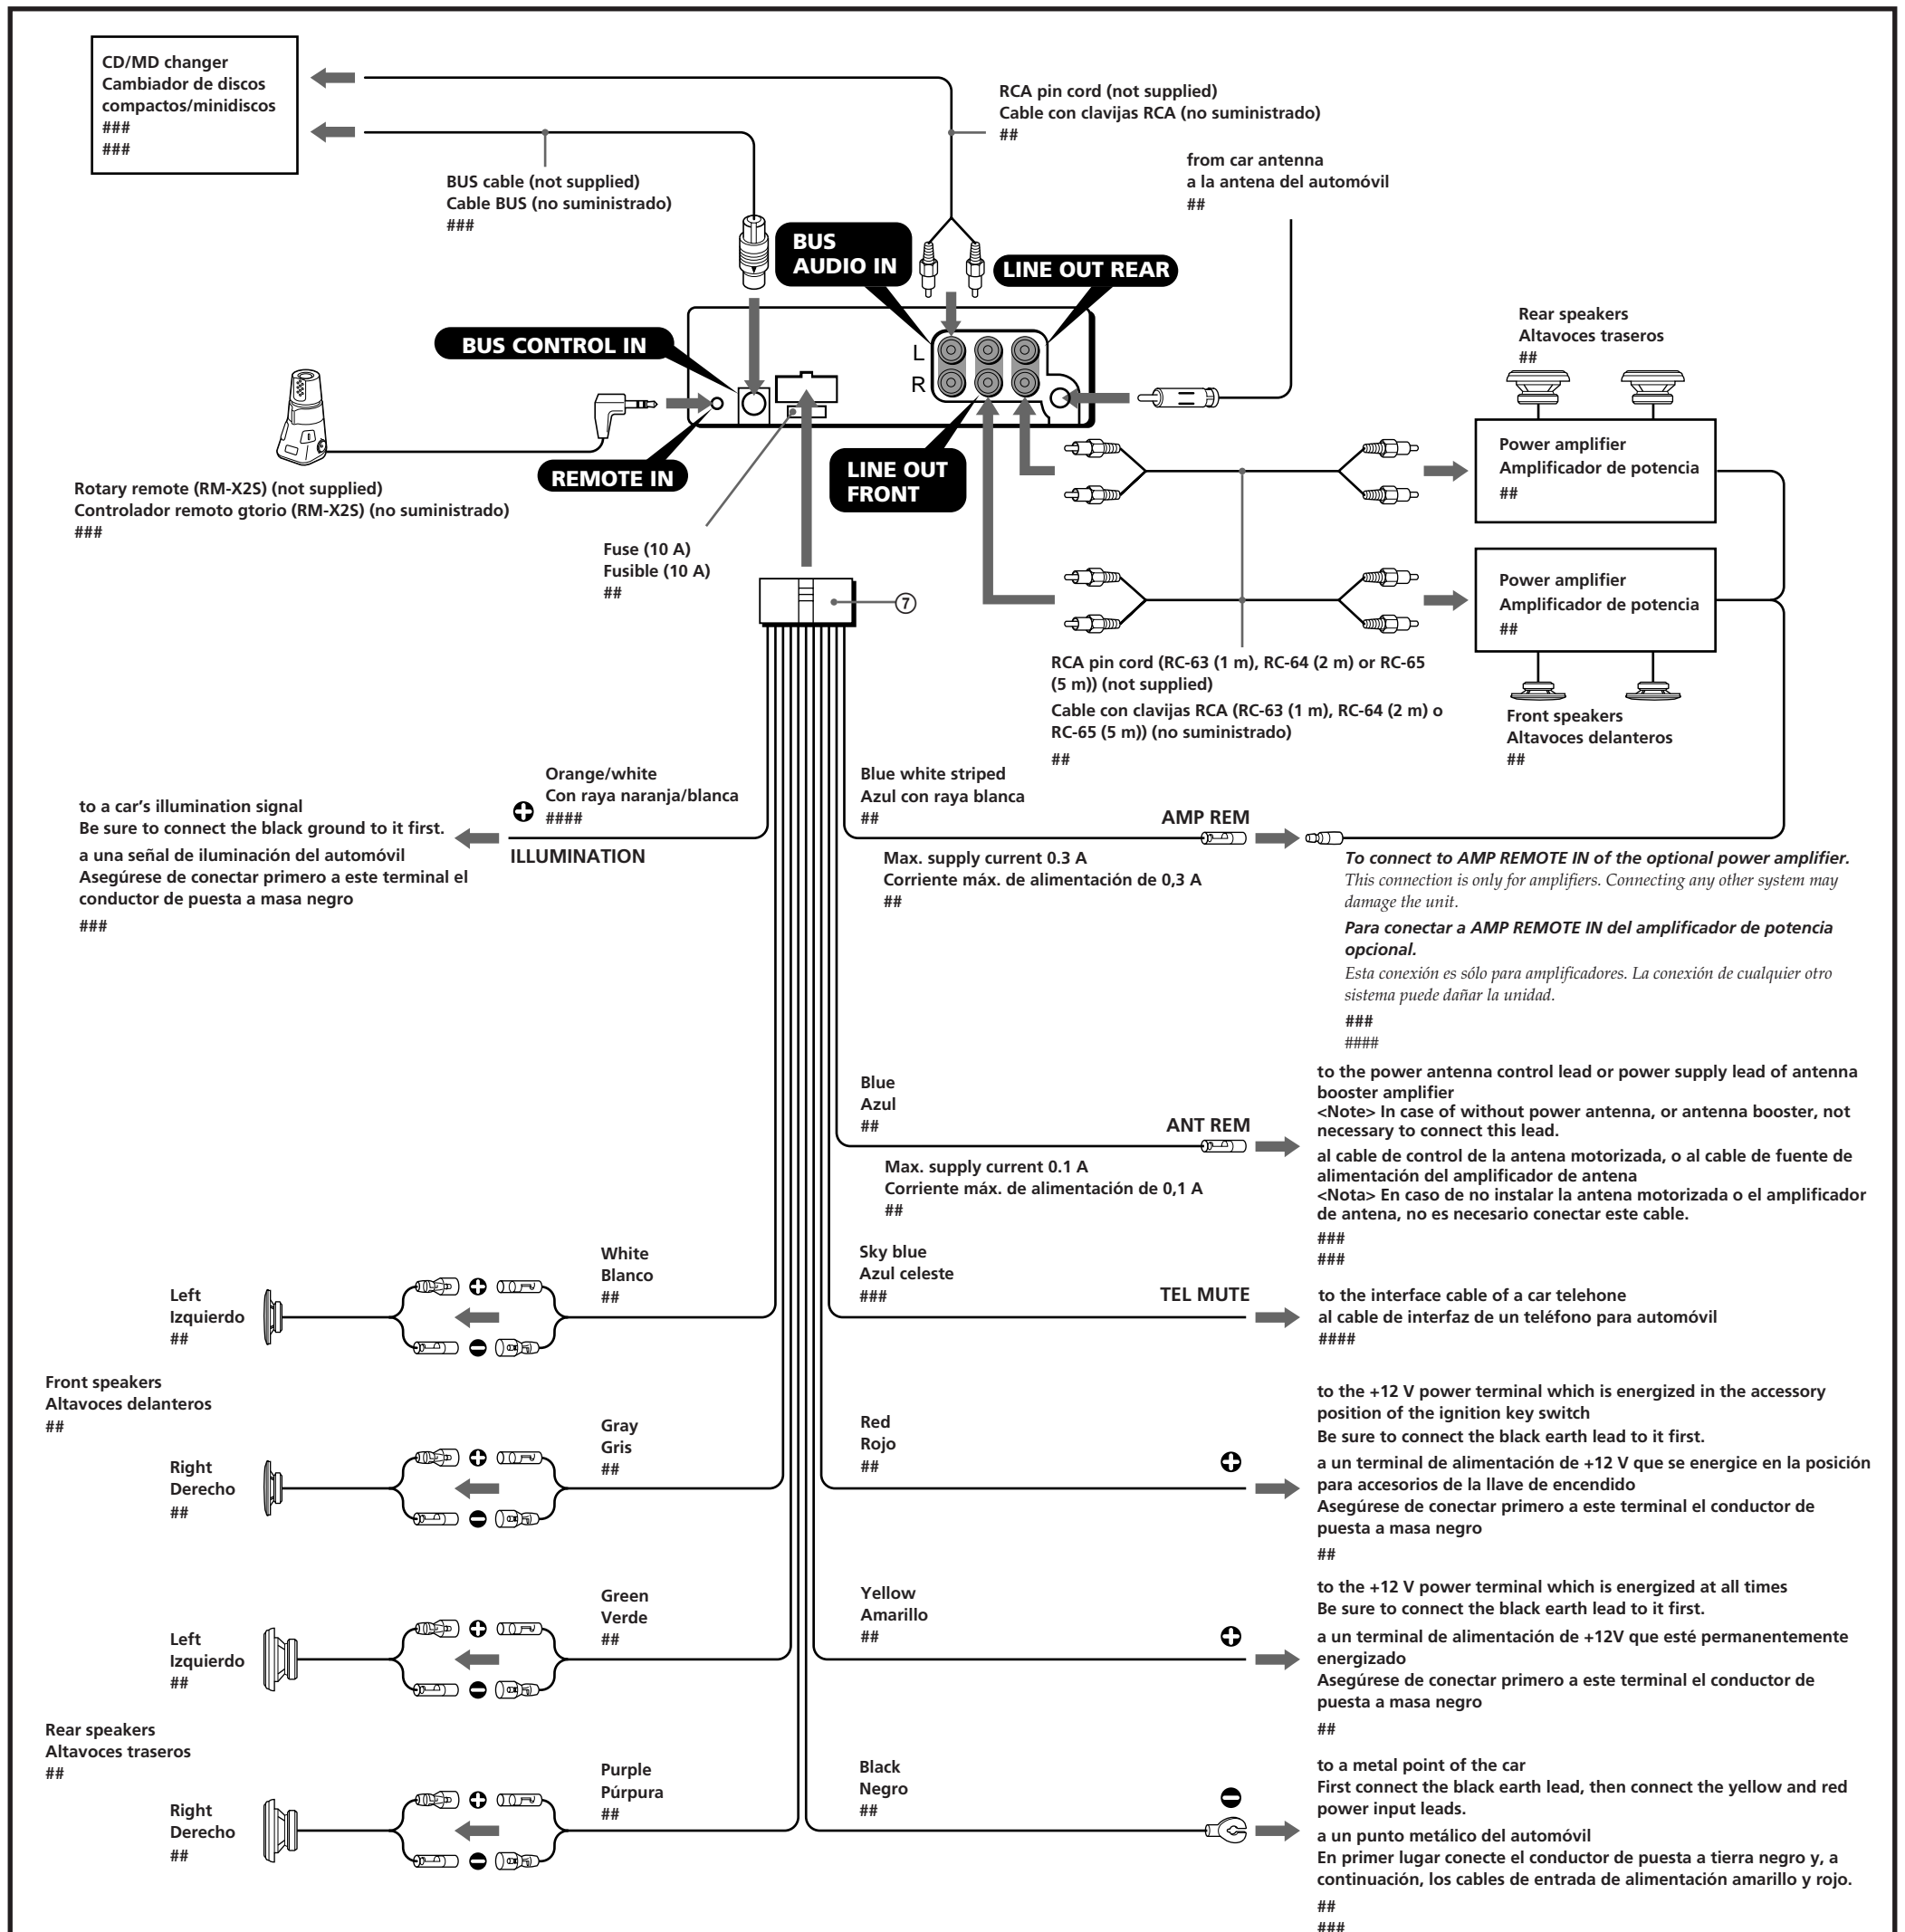 CD/MD changer
Cambiador de discos
compactos/minidiscos
###
###
RCA pin cord (not supplied)
Cable con clavijas RCA (no suministrado)
##
from car antenna
a la antena del automóvil
##
BUS cable (not supplied)
Cable BUS (no suministrado)
###
BUS
AUDIO IN
LINE OUT REAR
BUS CONTROL IN
L
R
Rear speakers
Altavoces traseros
##
REMOTE IN
LINE OUT
FRONT
Power amplifier
Amplificador de potencia
##
Rotary remote (RM-X2S) (not supplied)
Controlador remoto gtorio (RM-X2S) (no suministrado)
###
Fuse (10 A)
Fusible (10 A)
##
⑦
Power amplifier
Amplificador de potencia
##
RCA pin cord (RC-63 (1 m), RC-64 (2 m) or RC-65
(5 m)) (not supplied)
Cable con clavijas RCA (RC-63 (1 m), RC-64 (2 m) o
RC-65 (5 m)) (no suministrado)
##
Front speakers
Altavoces delanteros
##
to a car’s illumination signal
Be sure to connect the black ground to it first.
a una señal de iluminación del automóvil
Asegúrese de conectar primero a este terminal el
conductor de puesta a masa negro
###
Orange/white
Con raya naranja/blanca
####
ILLUMINATION
Blue white striped
Azul con raya blanca
##
AMP REM
Max. supply current 0.3 A
Corriente máx. de alimentación de 0,3 A
##
To connect to AMP REMOTE IN of the optional power amplifier.
This connection is only for amplifiers. Connecting any other system may
damage the unit.
Para conectar a AMP REMOTE IN del amplificador de potencia
opcional.
Esta conexión es sólo para amplificadores. La conexión de cualquier otro
sistema puede dañar la unidad.
###
####
Blue
Azul
##
ANT REM
Max. supply current 0.1 A
Corriente máx. de alimentación de 0,1 A
##
to the power antenna control lead or power supply lead of antenna
booster amplifier
<Note> In case of without power antenna, or antenna booster, not
necessary to connect this lead.
al cable de control de la antena motorizada, o al cable de fuente de
alimentación del amplificador de antena
<Nota> En caso de no instalar la antena motorizada o el amplificador
de antena, no es necesario conectar este cable.
###
###
White
Blanco
##
Left
Izquierdo
##
Sky blue
Azul celeste
###
TEL MUTE
to the interface cable of a car telehone
al cable de interfaz de un teléfono para automóvil
####
Front speakers
Altavoces delanteros
##
Gray
Gris
##
Right
Derecho
##
Red
Rojo
##
to the +12 V power terminal which is energized in the accessory
position of the ignition key switch
Be sure to connect the black earth lead to it first.
a un terminal de alimentación de +12 V que se energice en la posición
para accesorios de la llave de encendido
Asegúrese de conectar primero a este terminal el conductor de
puesta a masa negro
##
Green
Verde
##
Left
Izquierdo
##
Yellow
Amarillo
##
to the +12 V power terminal which is energized at all times
Be sure to connect the black earth lead to it first.
a un terminal de alimentación de +12V que esté permanentemente
energizado
Asegúrese de conectar primero a este terminal el conductor de
puesta a masa negro
##
Rear speakers
Altavoces traseros
##
Purple
Púrpura
##
Right
Derecho
##
Black
Negro
##
to a metal point of the car
First connect the black earth lead, then connect the yellow and red
power input leads.
a un punto metálico del automóvil
En primer lugar conecte el conductor de puesta a tierra negro y, a
continuación, los cables de entrada de alimentación amarillo y rojo.
##
###